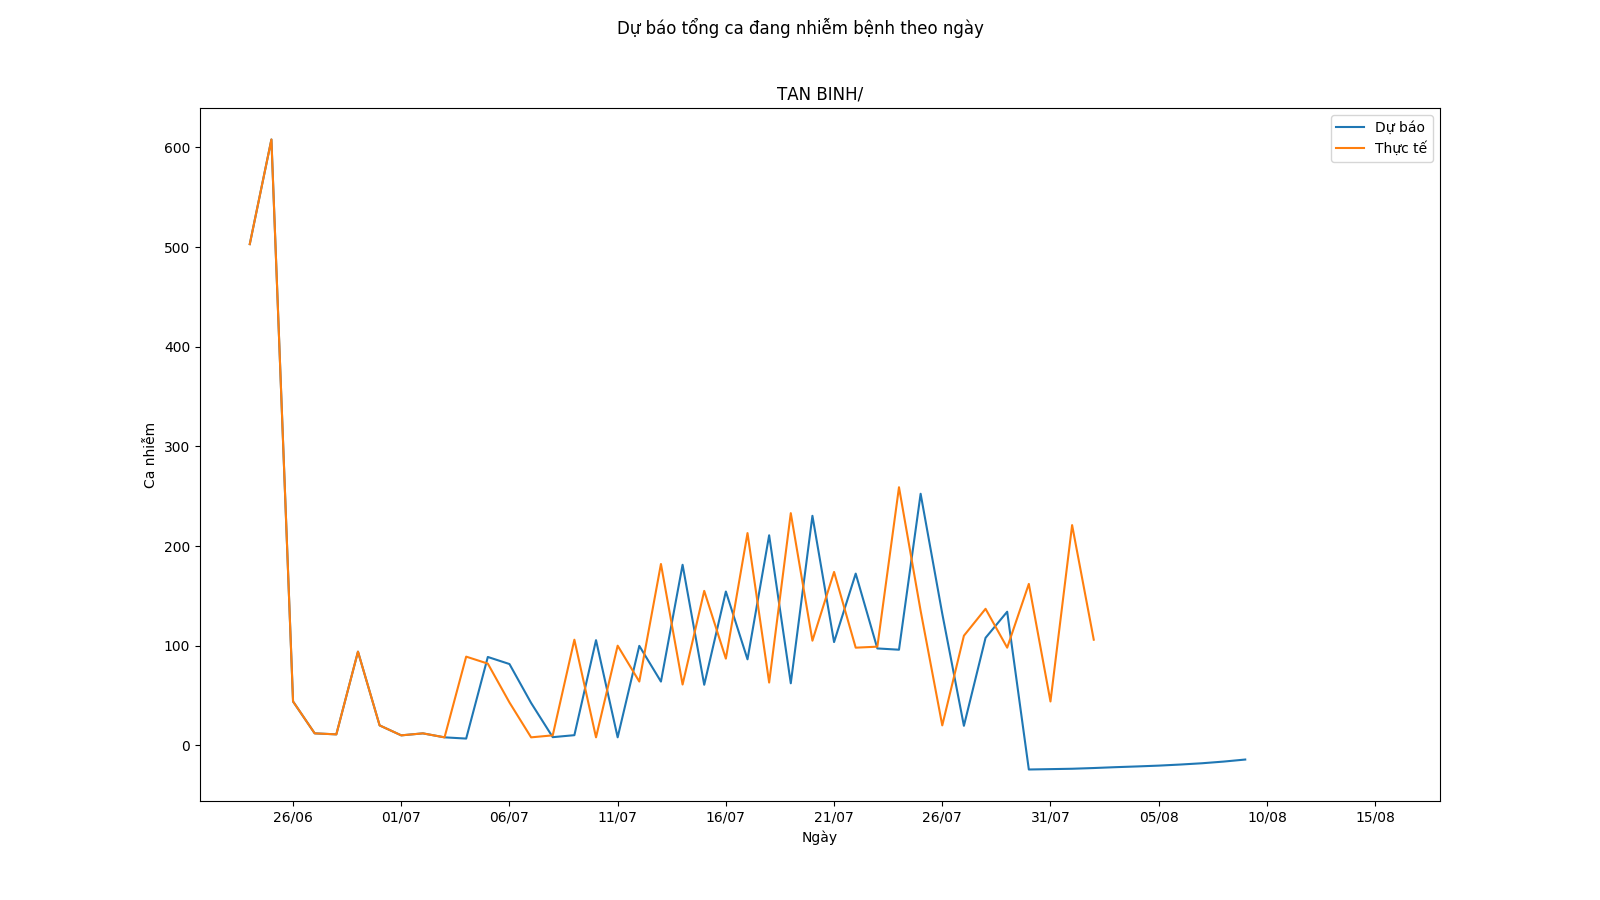 Dự báo tổng ca đang nhiễm bệnh theo ngày
TAN BINH/
Dự báo
Thực tế
600
500
400
300
200
100
0
Ca nhiễm
26/06 01/07 06/07 11/07 16/07 21/07 26/07 31/07 05/08 10/08 15/08
Ngày